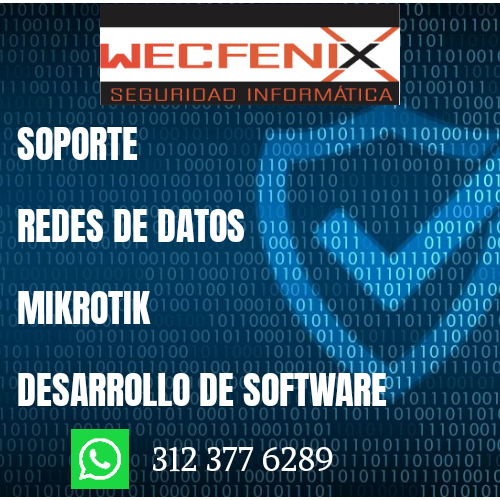 WECFENIX
SEGURIDAD INFORMÁTICA
SOPORTE
REDES DE DATOS
MIKROTIK
DESARROLLO DE SOFTWARE
312 377 6289